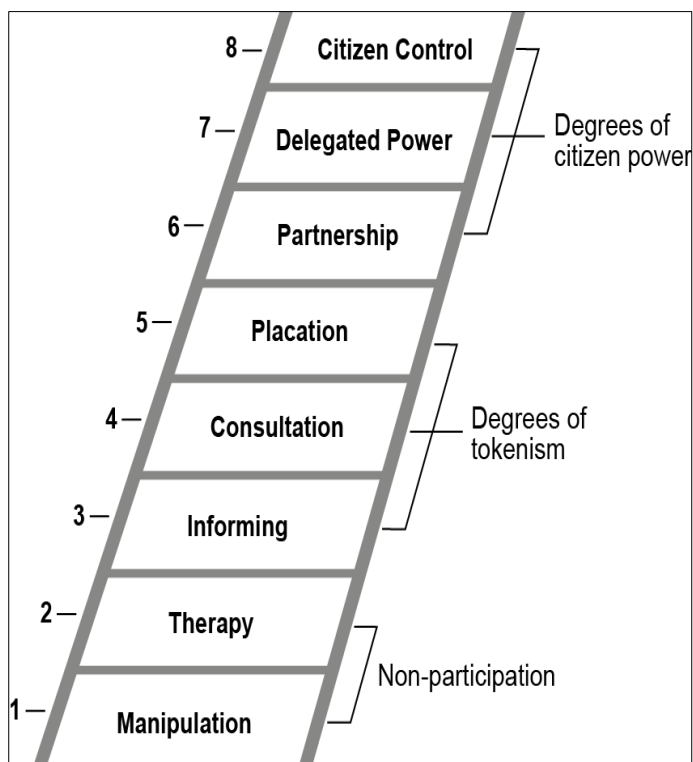 8
Citizen Control
7
Delegated Power
Degrees of
citizen power
6
Partnership
5
Placation
4
Consultation
Degrees of
tokenism
3
Informing
2
Therapy
Non-participation
1
Manipulation